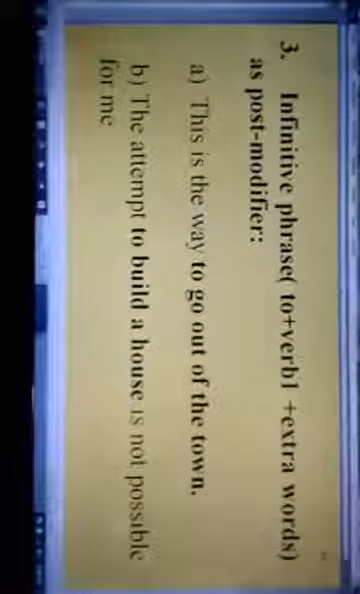 3. Infinitive phrase( to+verb1 +extra words)
as post-modifier:
a) This is the way to go out of the town.
b) The attempt to build a house is not possible
for me